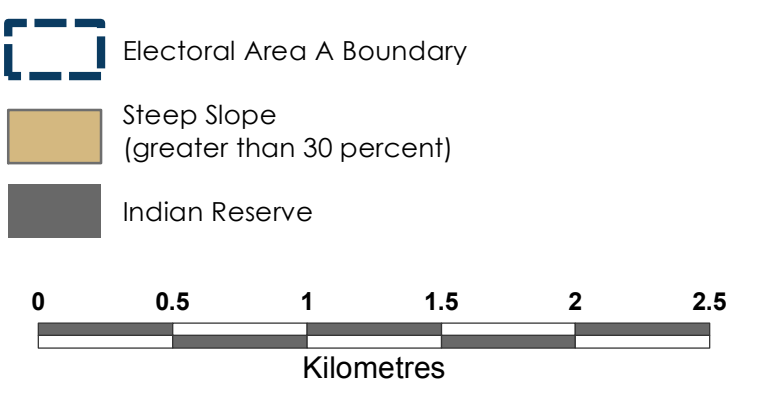 Electoral Area A Boundary
Steep Slope
(greater than 30 percent)
Indian Reserve
0 0.5 1 1.5 2 2.5
Kilometres